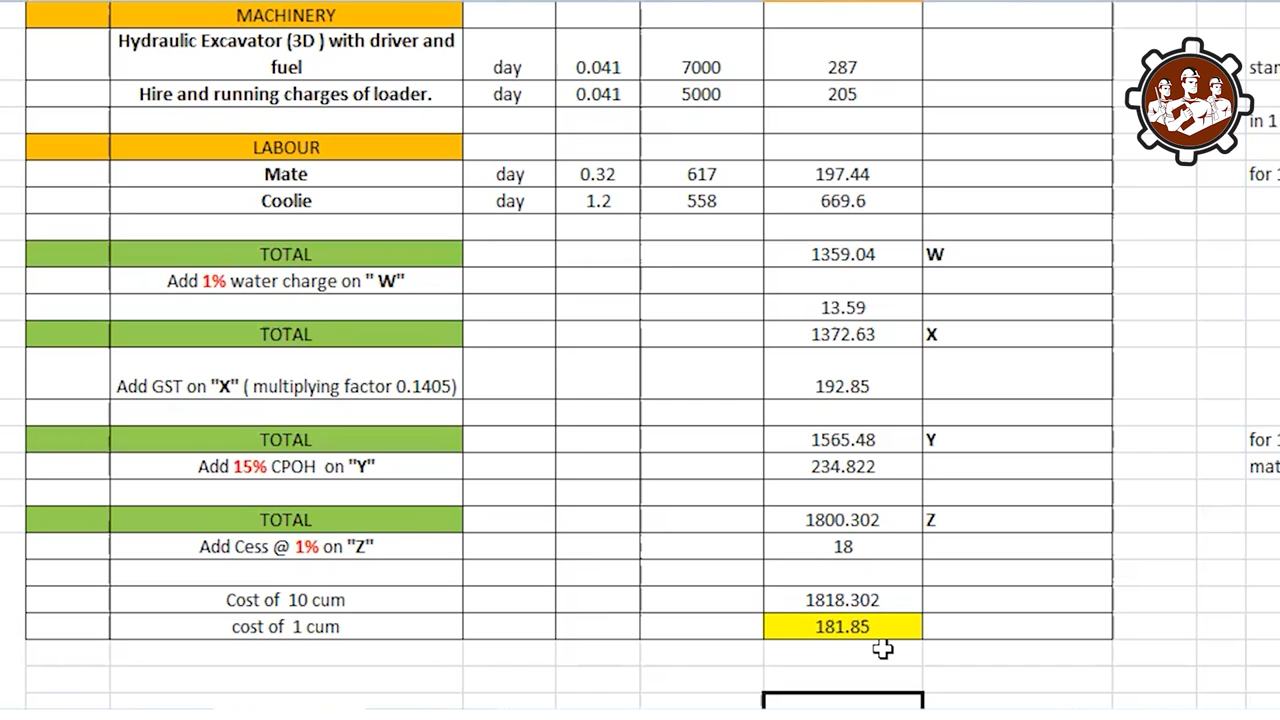 MACHINERY
Hydraulic Excavator (3D ) with driver and
fuel day 0.041 7000 287
Hire and running charges of loader. day 0.041 5000 205
in 1
LABOUR
Mate day 0.32 617 197.44 for
Coolie day 1.2 558 669.6
TOTAL 1359.04 W
Add 1% water charge on " W"
13.59
TOTAL 1372.63 X
Add GST on "X" ( multiplying factor 0.1405) 192.85
TOTAL 1565.48 Y for
Add 15% CPOH on "Y" 234.822
TOTAL 1800.302 Z
Add Cess @ 1% on "Z" 18
Cost of 10 cum 1818.302
cost of 1 cum 181.85